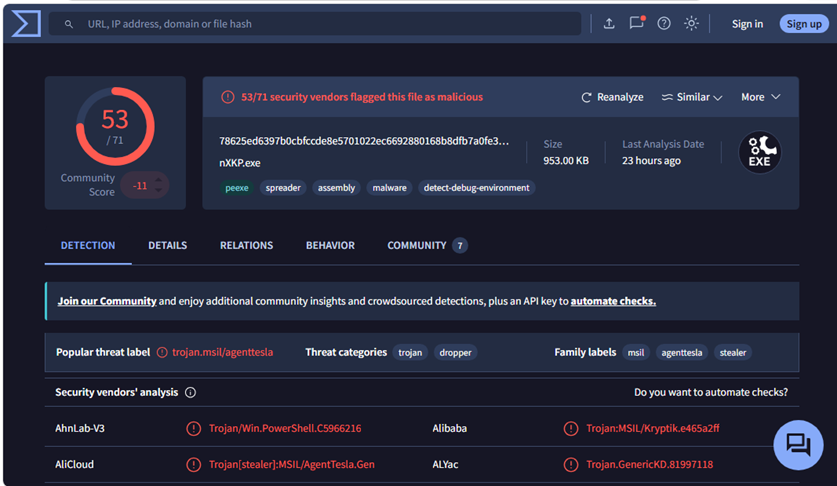 URL, IP address, domain or file hash
Sign in
Sign up
53
/ 71
Community
Score
-11
53/71 security vendors flagged this file as malicious
Reanalyze
Similar
More
78625ed6397b0cbfccde8e5701022ec6692880168b8dfb7a0fe3...
nXKP.exe
Size
953.00 KB
Last Analysis Date
23 hours ago
EXE
peexe
spreader
assembly
malware
detect-debug-environment
DETECTION
DETAILS
RELATIONS
BEHAVIOR
COMMUNITY 7
Join our Community and enjoy additional community insights and crowdsourced detections, plus an API key to automate checks.
Popular threat label trojan.msil/agenttesla
Threat categories trojan dropper
Family labels msil agenttesla stealer
Security vendors' analysis
Do you want to automate checks?
AhnLab-V3 Trojan/Win.PowerShell.C5966216
Alibaba Trojan:MSIL/Kryptik.e465a2ff
AliCloud Trojan[stealer]:MSIL/AgentTesla.Gen
ALYac Trojan.GenericKD.81997118